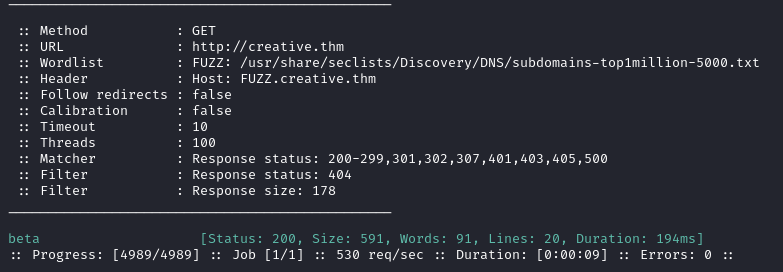 :: Method           : GET
:: URL              : http://creative.thm
:: Wordlist         : FUZZ: /usr/share/seclists/Discovery/DNS/subdomains-top1million-5000.txt
:: Header           : Host: FUZZ.creative.thm
:: Follow redirects : false
:: Calibration      : false
:: Timeout          : 10
:: Threads          : 100
:: Matcher          : Response status: 200-299,301,302,307,401,403,405,500
:: Filter           : Response status: 404
:: Filter           : Response size: 178
beta                    [Status: 200, Size: 591, Words: 91, Lines: 20, Duration: 194ms]
:: Progress: [4989/4989] :: Job [1/1] :: 530 req/sec :: Duration: [0:00:09] :: Errors: 0 ::